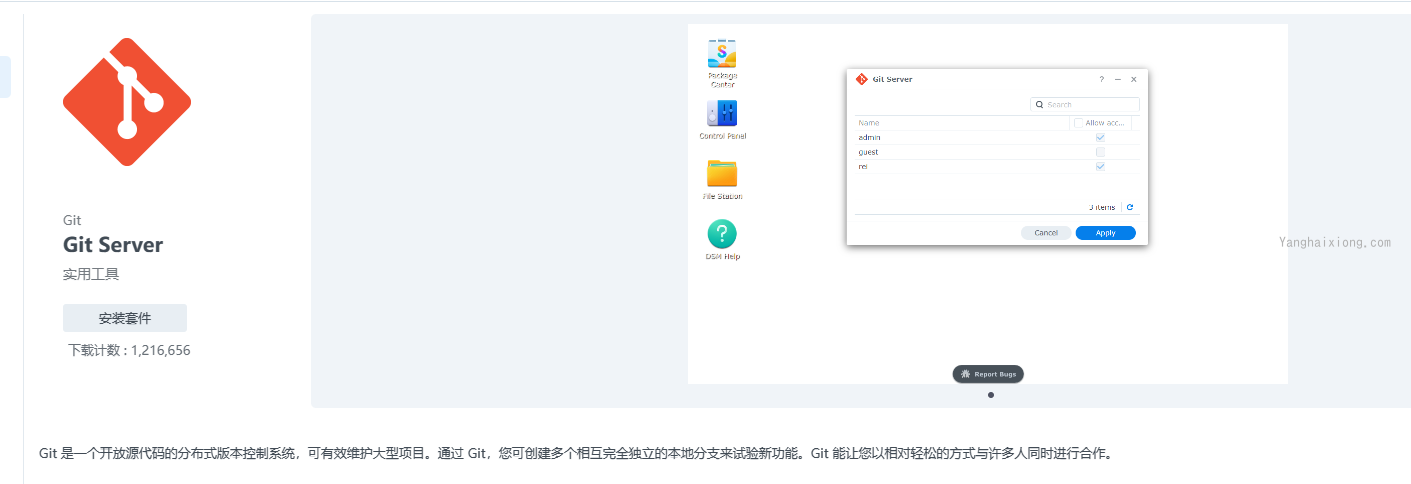 Git
Git Server
实用工具
安装套件
下载计数 : 1,216,656
Package
Center
Control Panel
File Station
DSM Help
Git Server
Search
Name
Allow acc...
admin
guest
rei
3 items
Cancel
Apply
Report Bugs
Yanghaixiong.com
Git 是一个开放源代码的分布式版本控制系统，可有效维护大型项目。通过 Git，您可创建多个相互完全独立的本地分支来试验新功能。Git 能让您以相对轻松的方式与许多人同时进行合作。